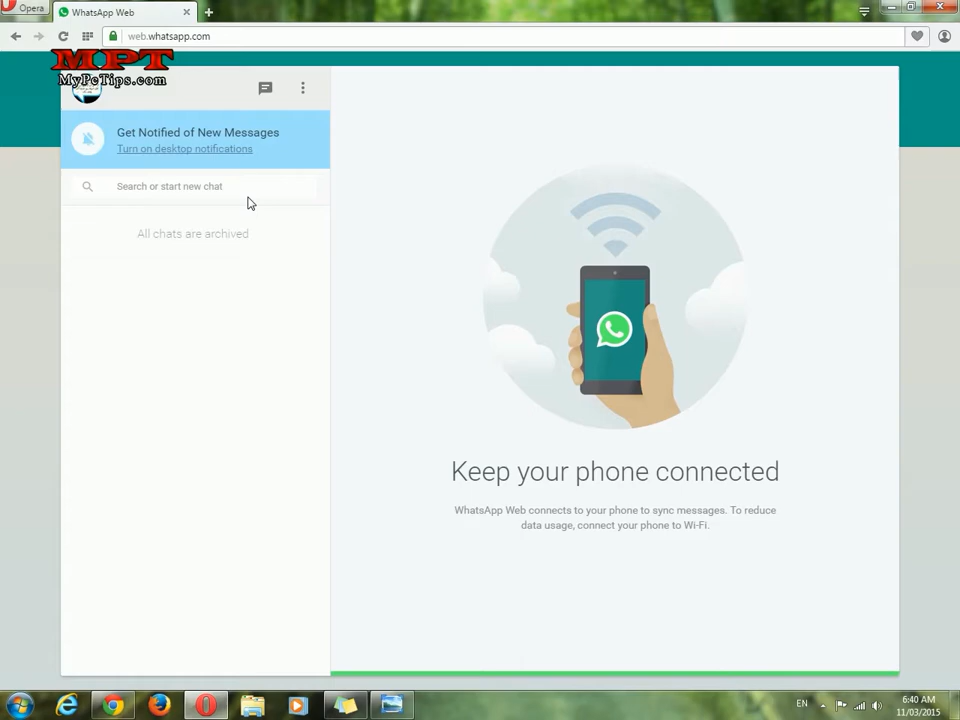 Opera
WhatsApp Web
web.whatsapp.com
MPT
MyPcTips.com
Get Notified of New Messages
Turn on desktop notifications
Search or start new chat
All chats are archived
Keep your phone connected
WhatsApp Web connects to your phone to sync messages. To reduce
data usage, connect your phone to Wi-Fi.
EN
6:40 AM
11/03/2015